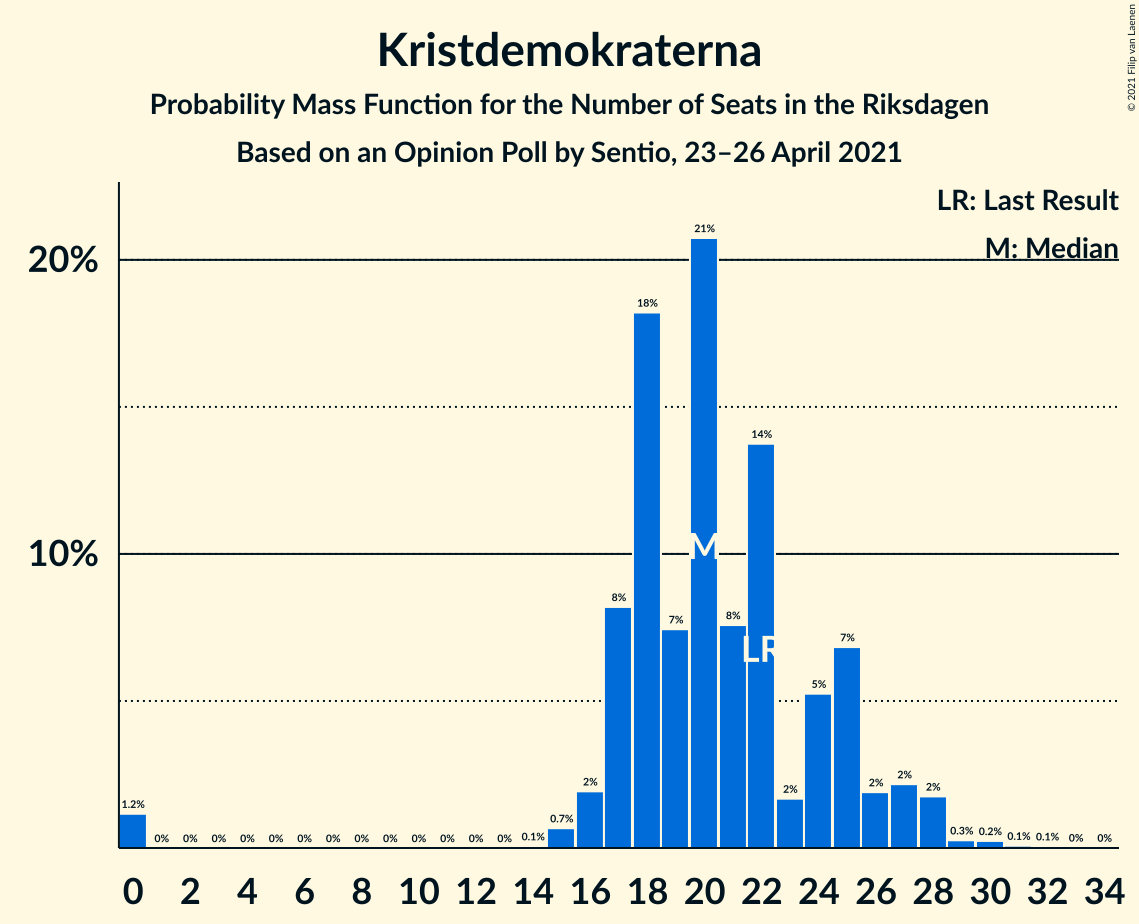 Kristdemokraterna
Probability Mass Function for the Number of Seats in the Riksdagen
Based on an Opinion Poll by Sentio, 23–26 April 2021
© 2021 Filip van Laenen
LR: Last Result
M: Median
20%
10%
1.2% 0% 0% 0% 0% 0% 0% 0% 0% 0% 0% 0% 0% 0% 0.1% 0.7% 2% 8% 18% 7% 21% 8% 14% 2% 5% 7% 2% 2% 2% 0.3% 0.2% 0.1% 0.1% 0% 0%
M
LR
0 2 4 6 8 10 12 14 16 18 20 22 24 26 28 30 32 34